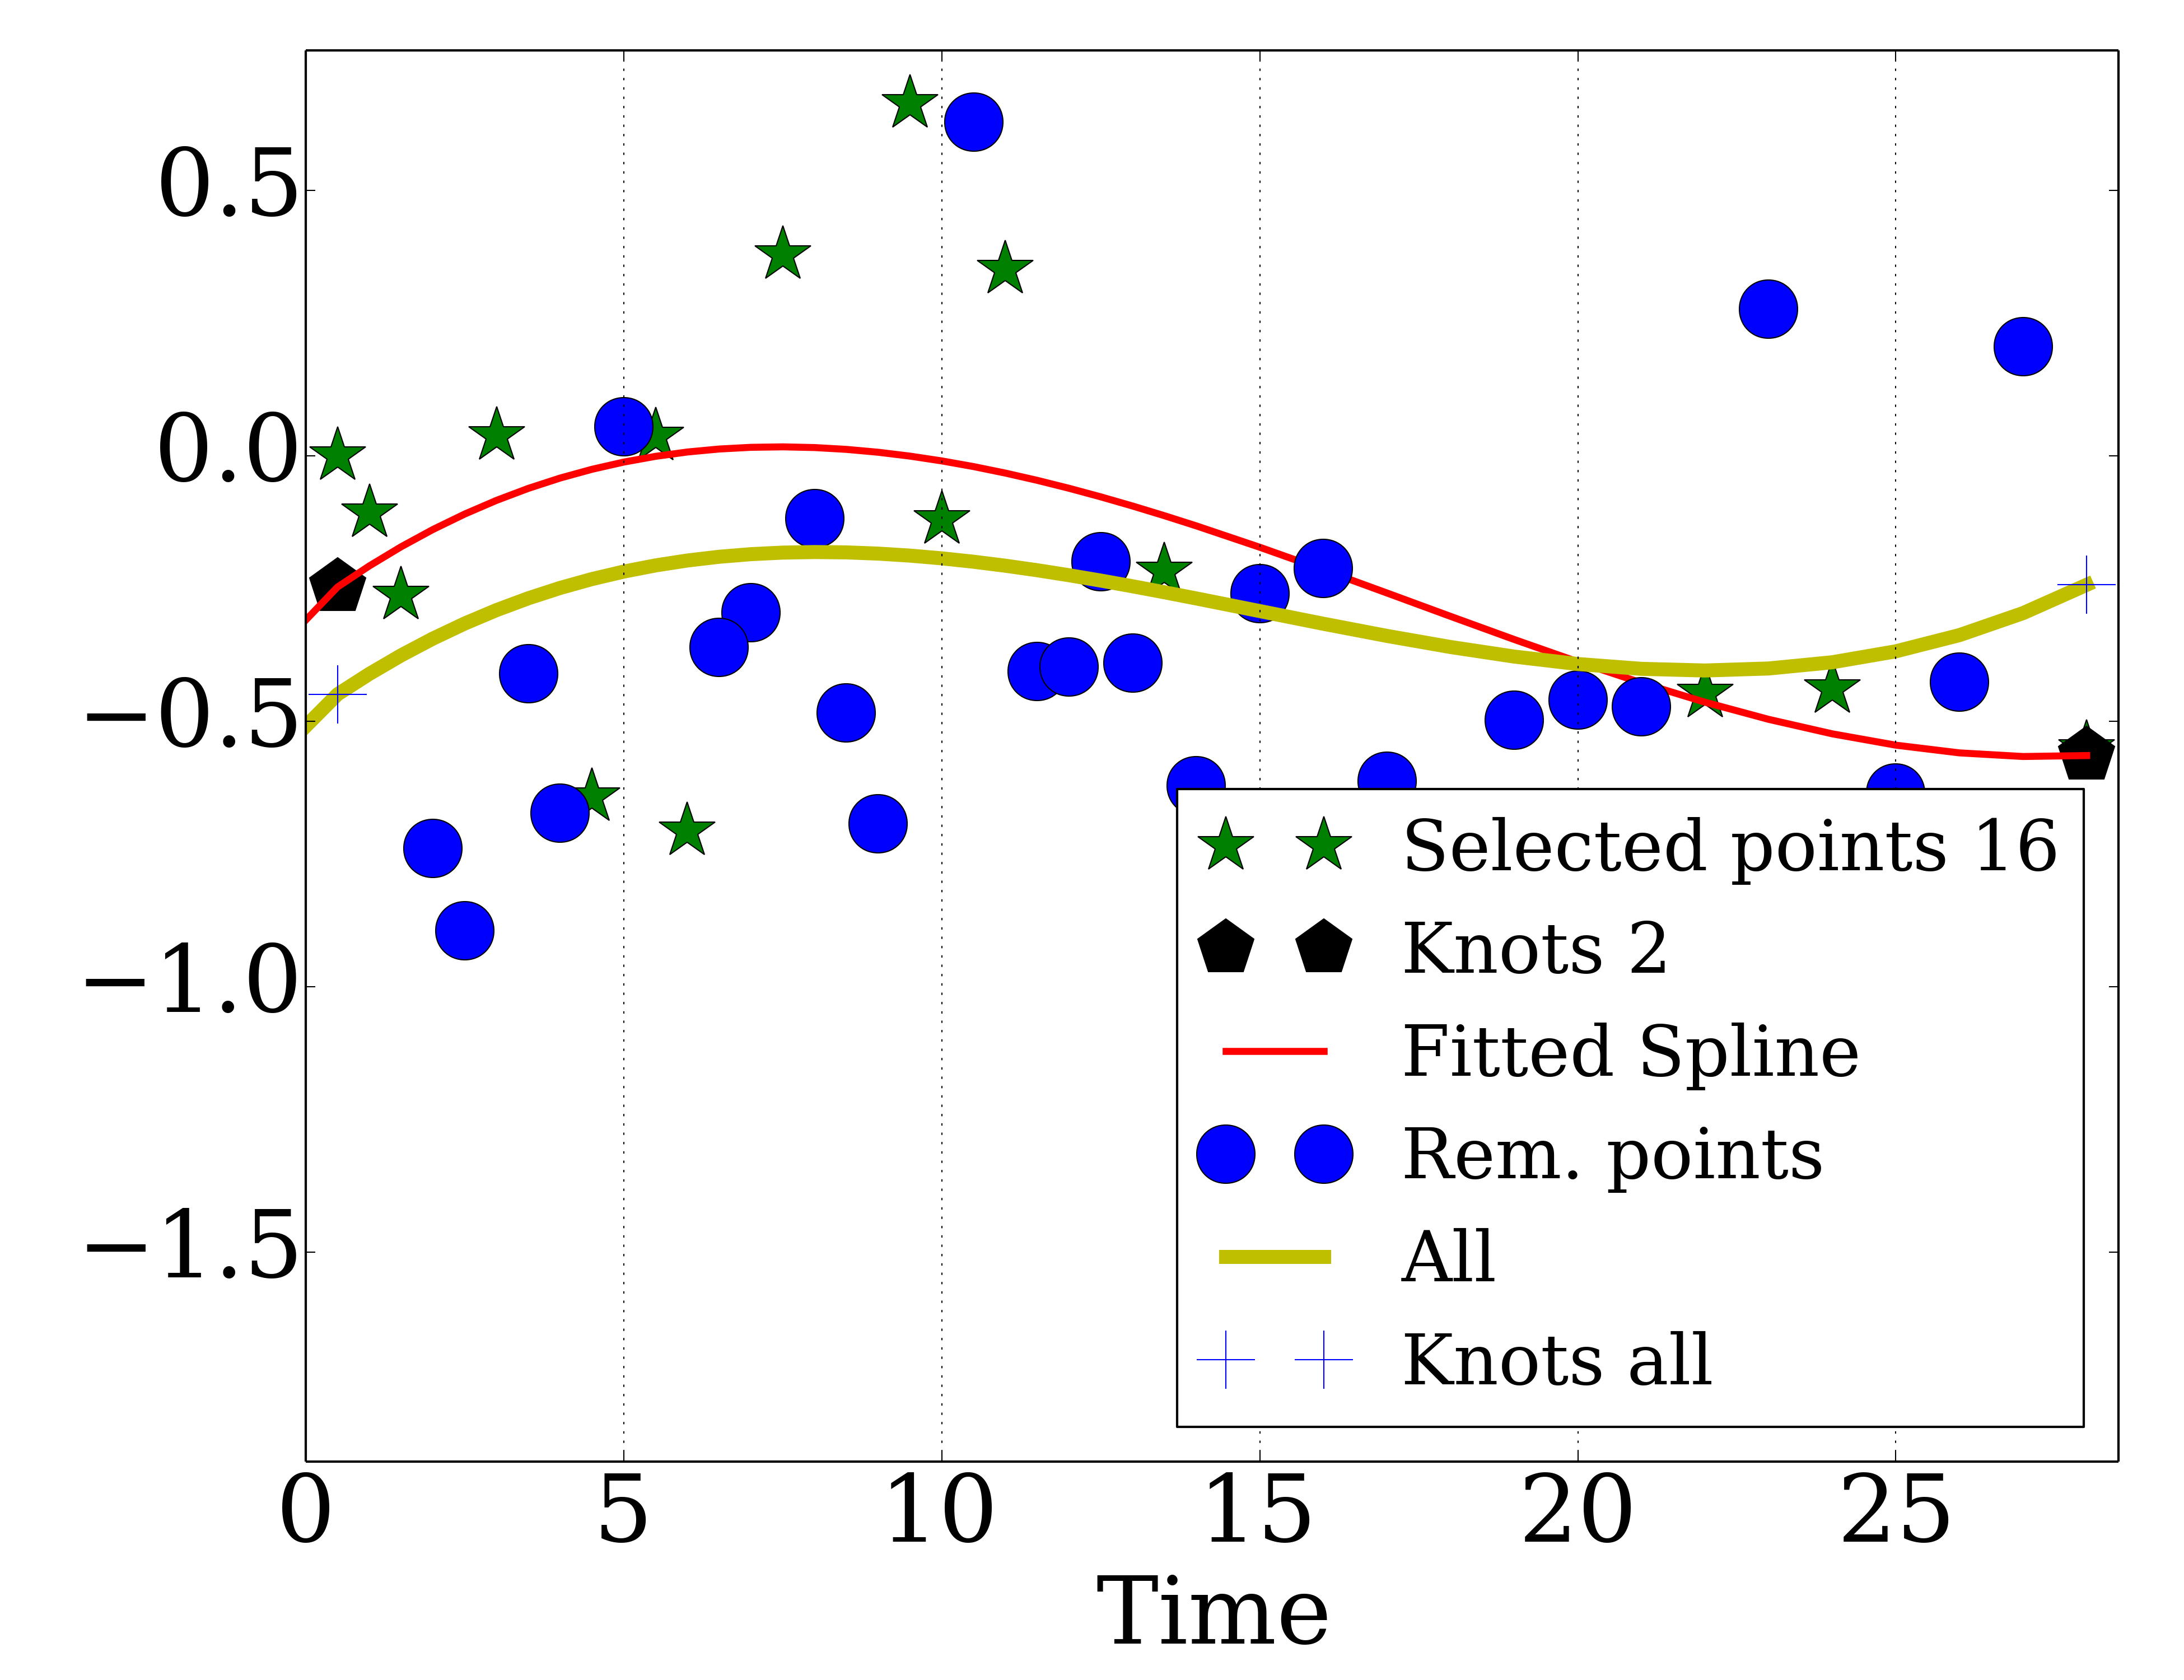 0.5
0.0
−0.5
−1.0
−1.5
Selected points 16
Knots 2
Fitted Spline
Rem. points
All
Knots all
0 5 10 15 20 25
Time